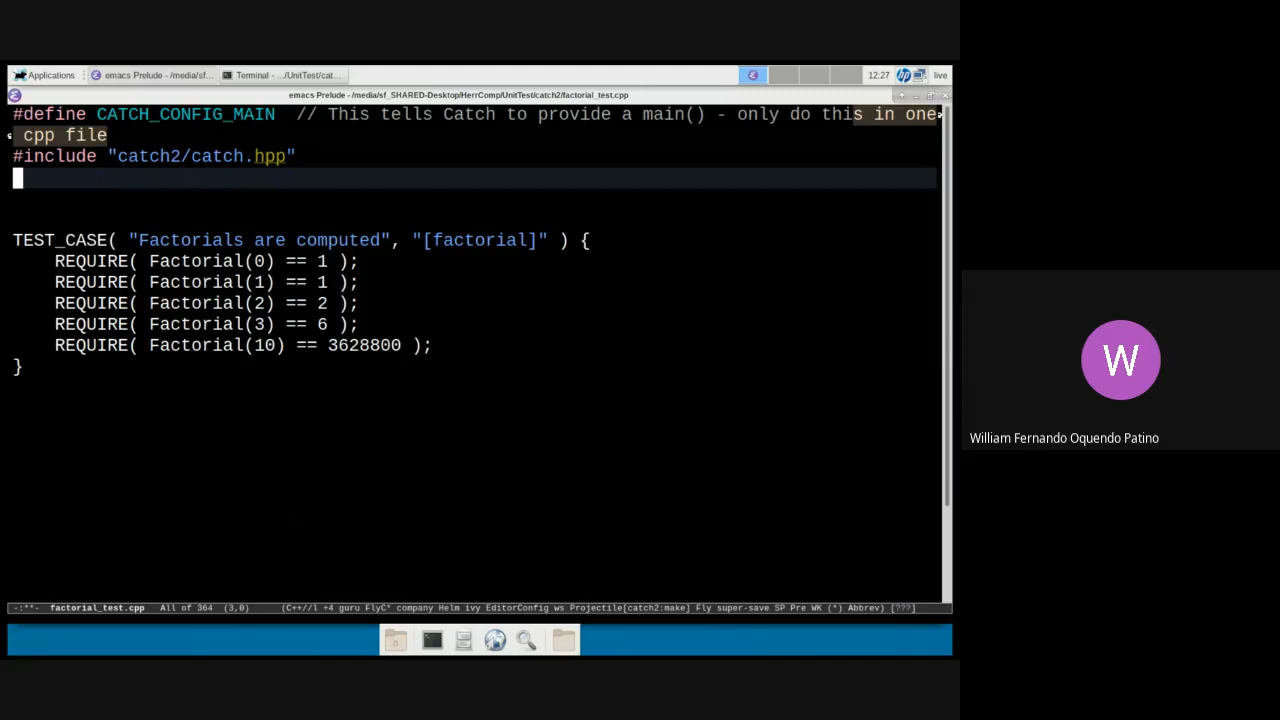 Applications
emacs Prelude - /media/sf...
Terminal - .../UnitTest/cat...
12:27
hp
live
emacs Prelude - /media/sf_SHARED-Desktop/HerrComp/UnitTest/catch2/factorial_test.cpp
#define CATCH_CONFIG_MAIN  // This tells Catch to provide a main() - only do this in one
cpp file
#include "catch2/catch.hpp"
TEST_CASE( "Factorials are computed", "[factorial]" ) {
    REQUIRE( Factorial(0) == 1 );
    REQUIRE( Factorial(1) == 1 );
    REQUIRE( Factorial(2) == 2 );
    REQUIRE( Factorial(3) == 6 );
    REQUIRE( Factorial(10) == 3628800 );
}
W
William Fernando Oquendo Patino
-:**-  factorial_test.cpp   All of 364  (3,0)   (C++//l +4 guru FlyC* company Helm ivy EditorConfig ws Projectile[catch2:make] Fly super-save SP Pre WK (*) Abbrev) [???]